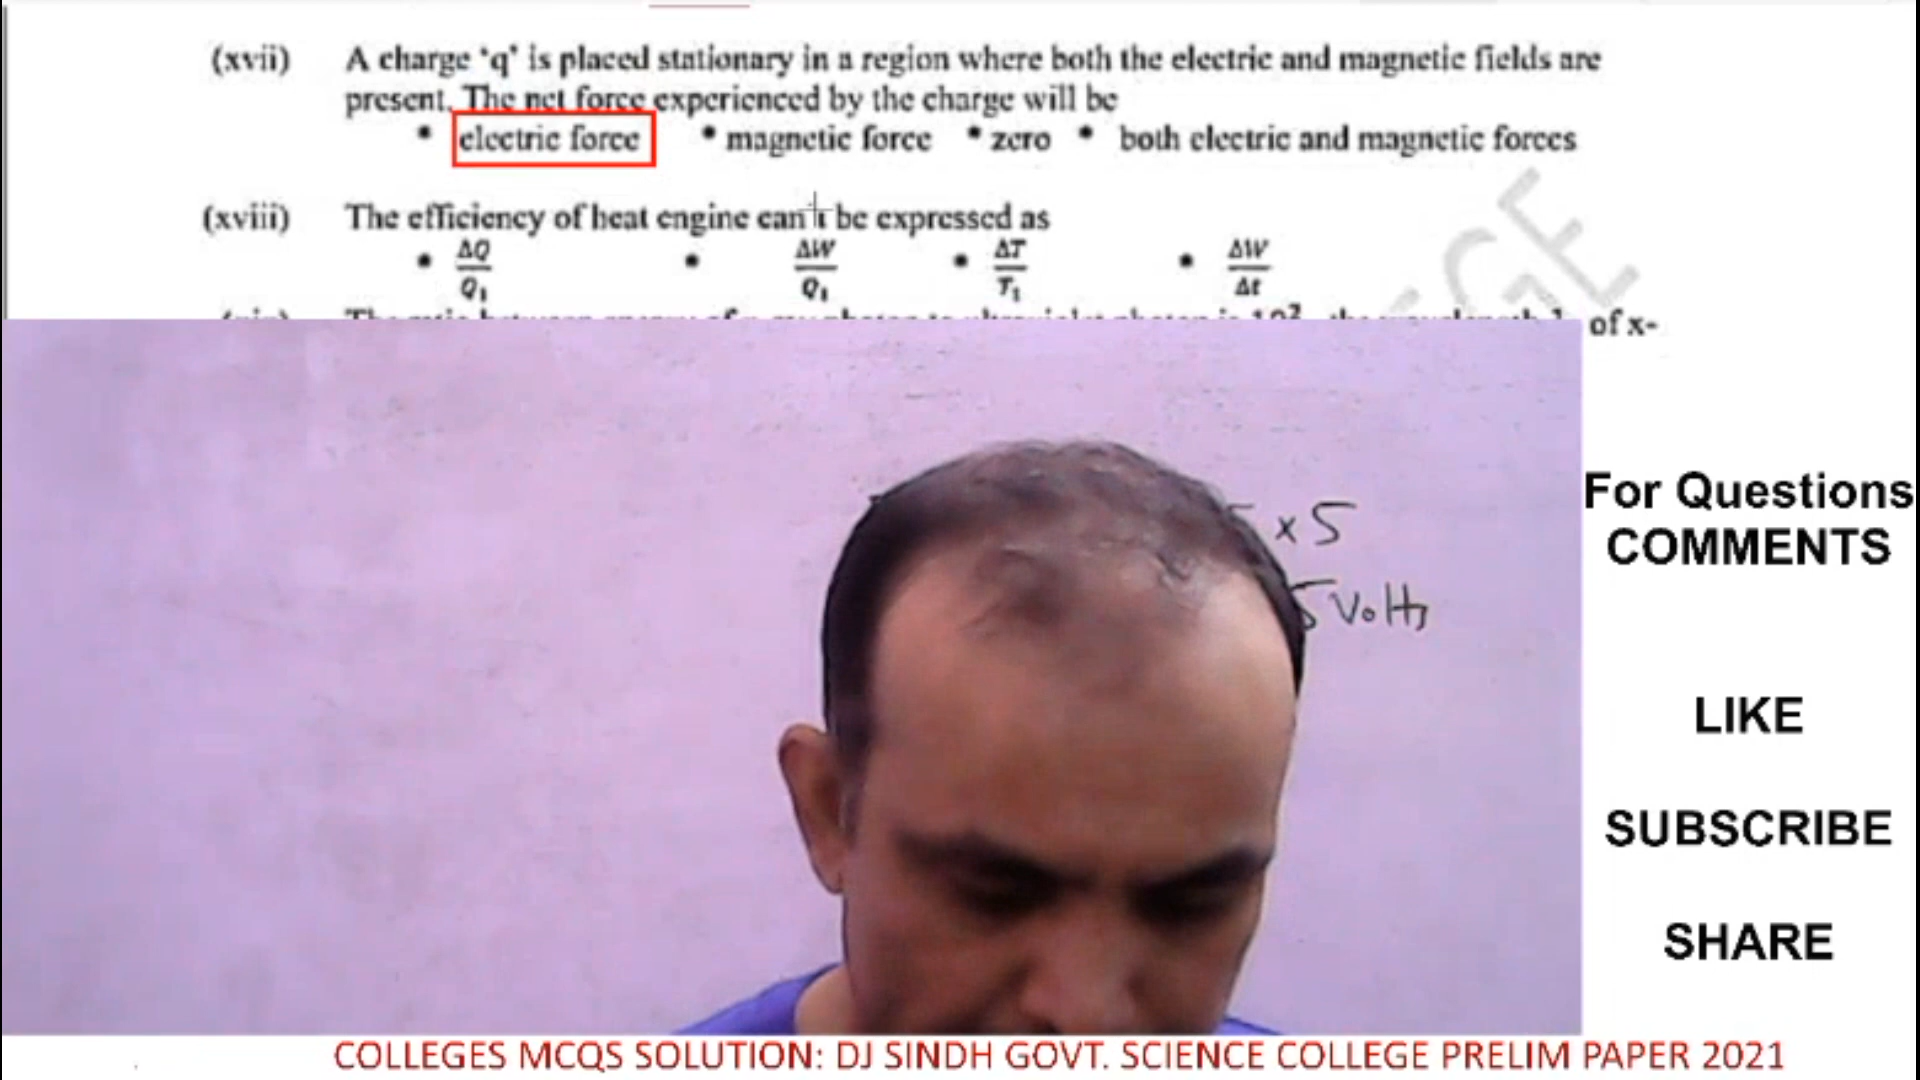 (xvii) A charge ‘q’ is placed stationary in a region where both the electric and magnetic fields are
present. The net force experienced by the charge will be
• electric force • magnetic force • zero • both electric and magnetic forces
(xviii) The efficiency of heat engine can't be expressed as
• ΔQ/Q₁ • ΔW/Q₁ • ΔT/T₁ • ΔW/Δt
of x-
GE
x 5
5 Volts
For Questions
COMMENTS
LIKE
SUBSCRIBE
SHARE
COLLEGES MCQS SOLUTION: DJ SINDH GOVT. SCIENCE COLLEGE PRELIM PAPER 2021